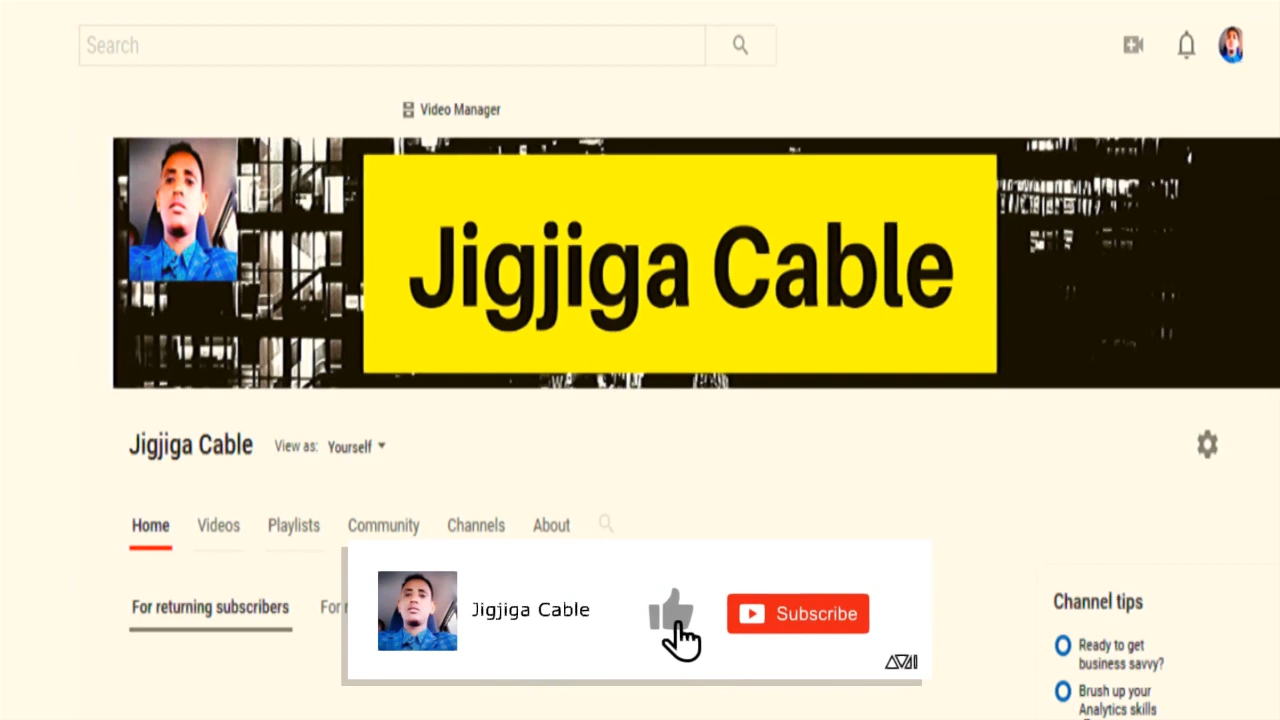 Search
Video Manager
Jigjiga Cable
Jigjiga Cable View as: Yourself
Home Videos Playlists Community Channels About
For returning subscribers For
Jigjiga Cable
Subscribe
Channel tips
Ready to get
business savvy?
Brush up your
Analytics skills